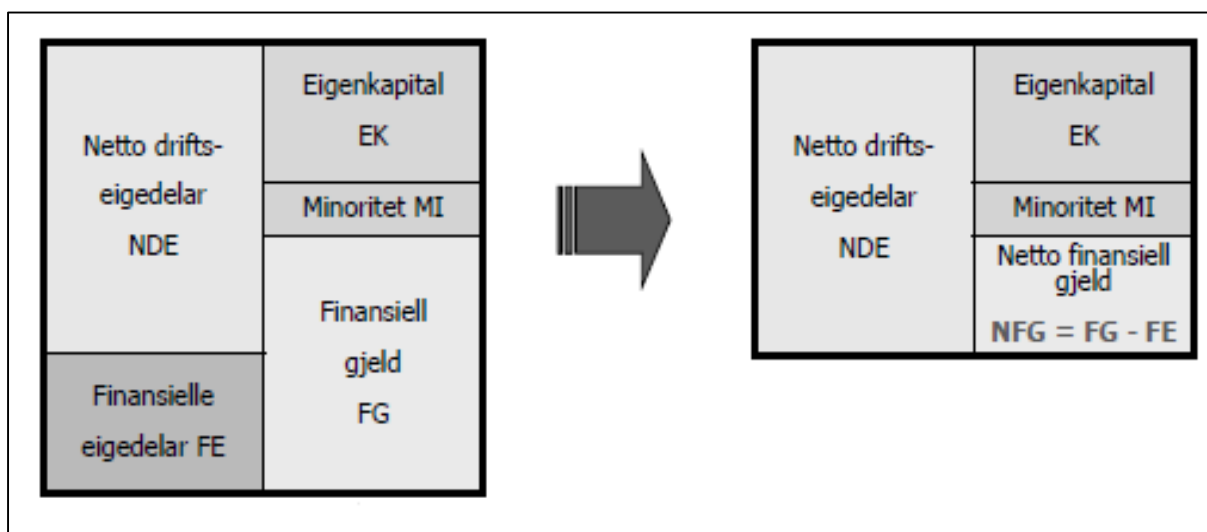 Netto drifts-
eigedelar
NDE
Finansielle
eigedelar FE
Eigenkapital
EK
Minoritet MI
Finansiell
gjeld
FG
Netto drifts-
eigedelar
NDE
Eigenkapital
EK
Minoritet MI
Netto finansiell
gjeld
NFG = FG - FE